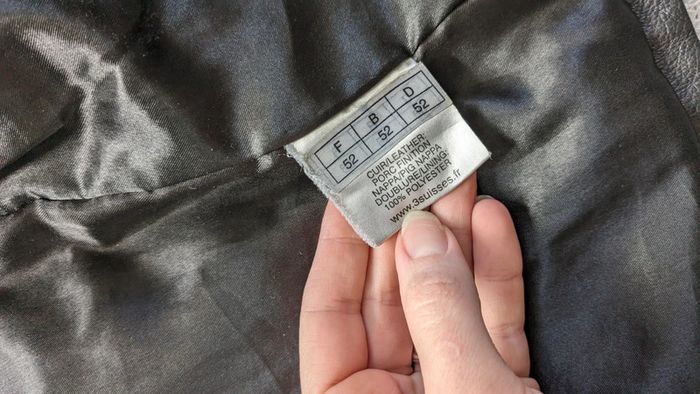 F B D
52 52 52
CUIR/LEATHER:
PORC FINITION
NAPPA/PIG NAPPA
DOUBLURE/LINING:
100% POLYESTER
www.3suisses.fr